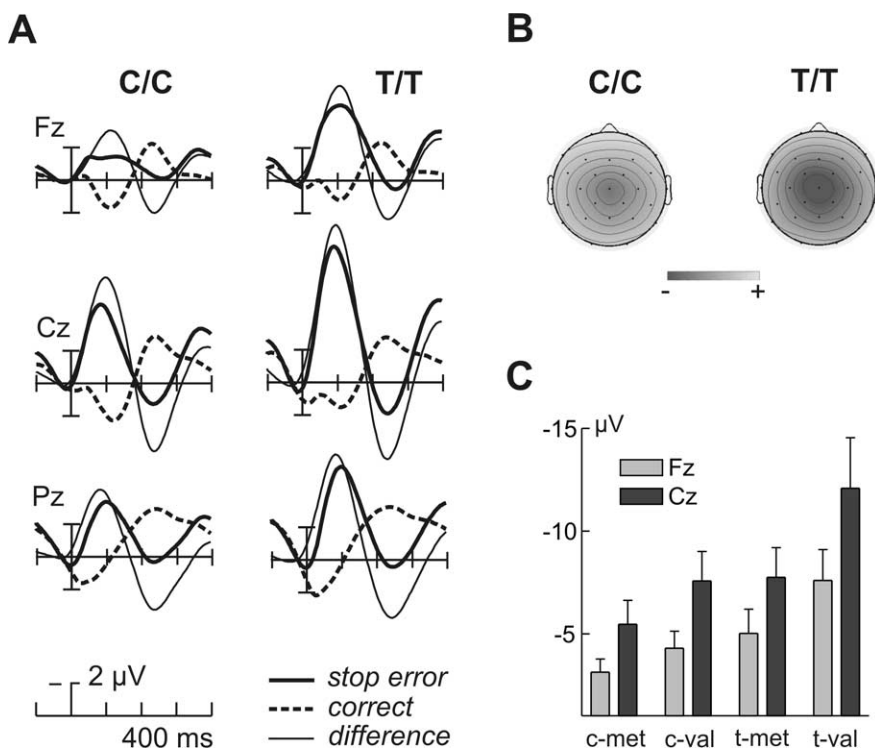 A
C/C
T/T
Fz
Cz
Pz
– 2 µV
400 ms
stop error
correct
difference
B
C/C
T/T
- +
C
-15 µV
-10
-5
Fz
Cz
c-met c-val t-met t-val